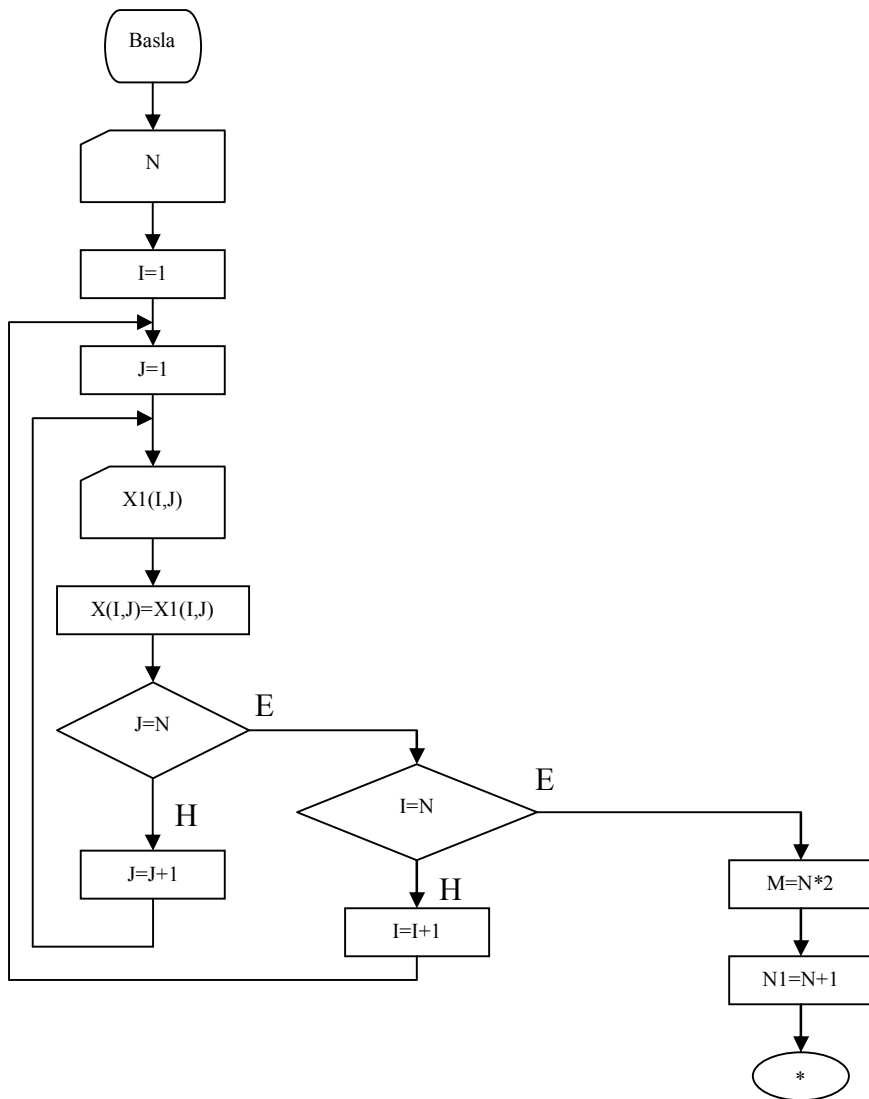 Basla
N
I=1
J=1
X1(I,J)
X(I,J)=X1(I,J)
J=N
E
H
J=J+1
I=N
E
H
I=I+1
M=N*2
N1=N+1
*